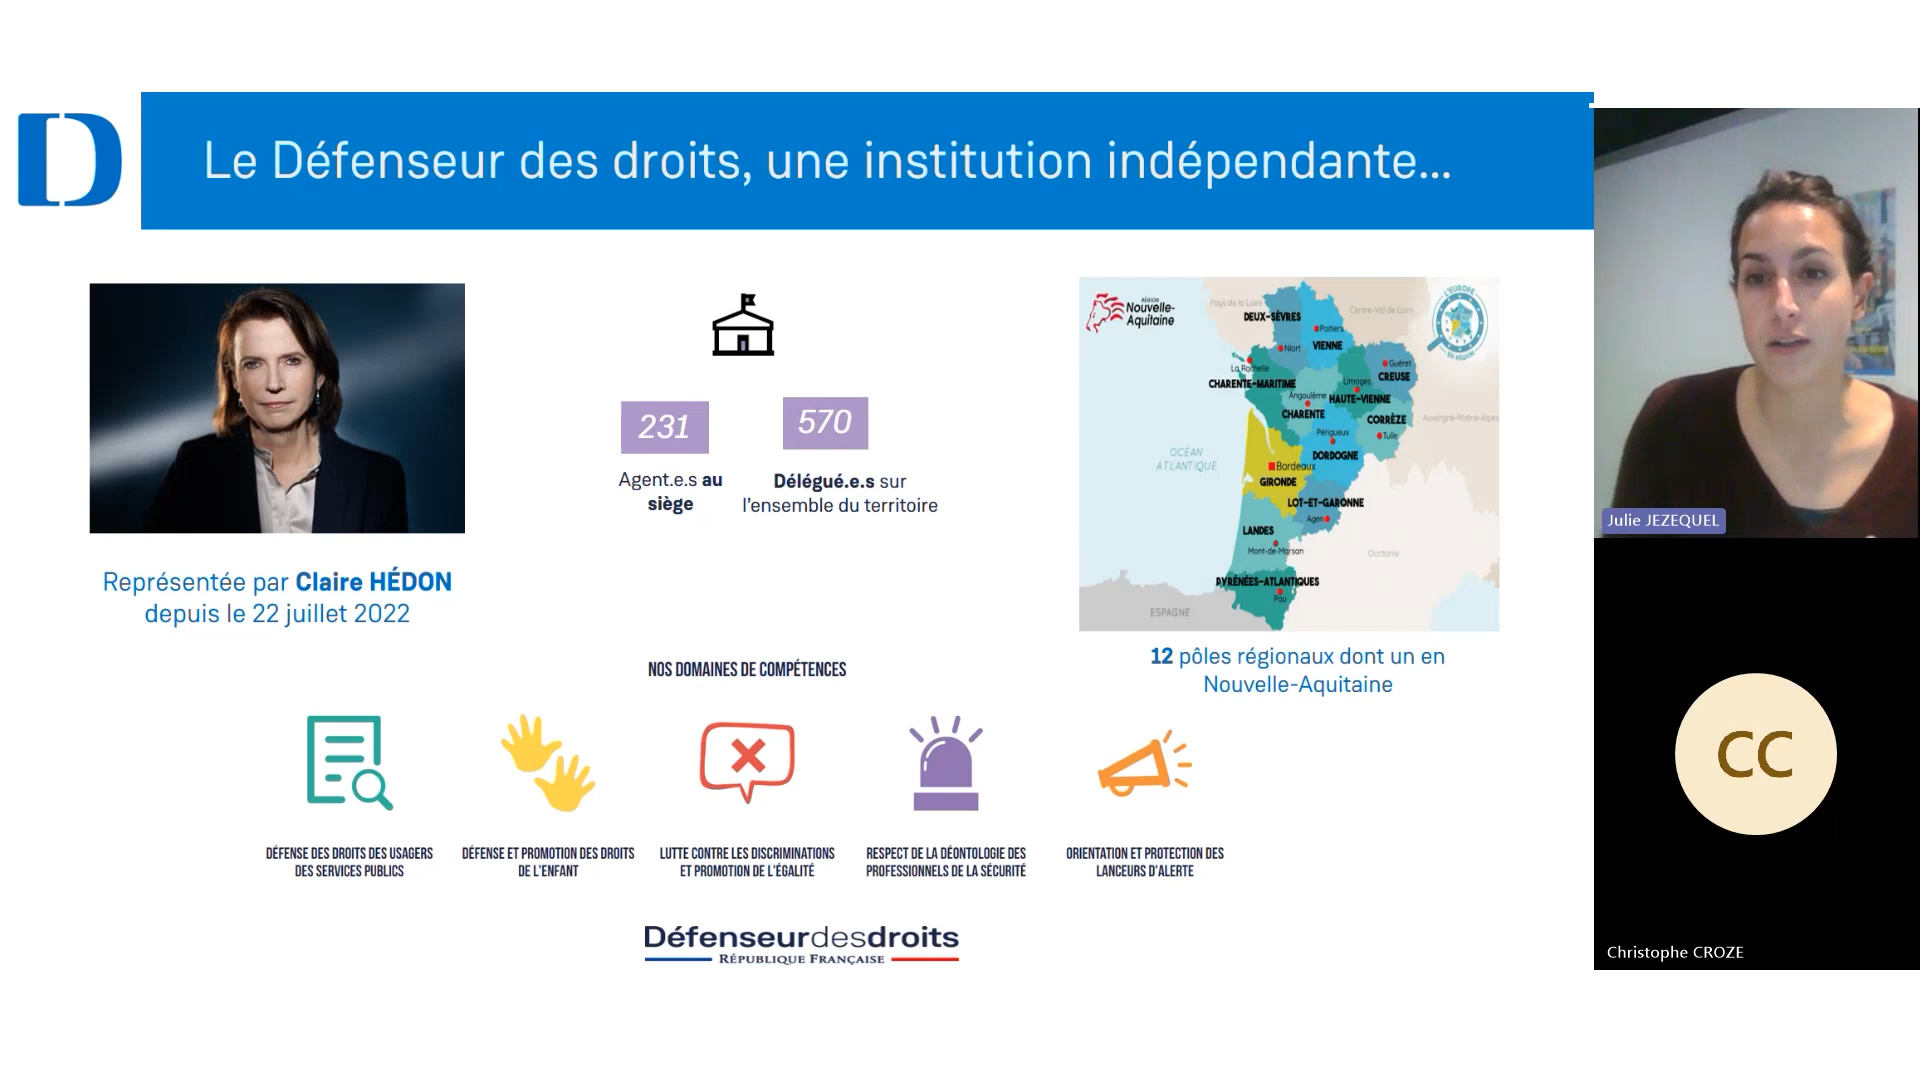 D
Le Défenseur des droits, une institution indépendante...
Représentée par Claire HÉDON
depuis le 22 juillet 2022
231
Agent.e.s au
siège
570
Délégué.e.s sur
l'ensemble du territoire
RÉGION
Nouvelle-
Aquitaine
Pays de la Loire
Centre-Val de Loire
L'EUROPE
EN RÉGION
DEUX-SÈVRES
Poitiers
VIENNE
Niort
La Rochelle
Guéret
CREUSE
CHARENTE-MARITIME
Limoges
HAUTE-VIENNE
Angoulême
CHARENTE
CORRÈZE
Auvergne-Rhône-Alpes
Périgueux
Tulle
DORDOGNE
OCÉAN
ATLANTIQUE
Bordeaux
GIRONDE
LOT-ET-GARONNE
Agen
LANDES
Mont-de-Marsan
Occitanie
PYRÉNÉES-ATLANTIQUES
Pau
ESPAGNE
12 pôles régionaux dont un en
Nouvelle-Aquitaine
NOS DOMAINES DE COMPÉTENCES
DÉFENSE DES DROITS DES USAGERS
DES SERVICES PUBLICS
DÉFENSE ET PROMOTION DES DROITS
DE L'ENFANT
LUTTE CONTRE LES DISCRIMINATIONS
ET PROMOTION DE L'ÉGALITÉ
RESPECT DE LA DÉONTOLOGIE DES
PROFESSIONNELS DE LA SÉCURITÉ
ORIENTATION ET PROTECTION DES
LANCEURS D'ALERTE
Défenseurdesdroits
RÉPUBLIQUE FRANÇAISE
Julie JEZEQUEL
CC
Christophe CROZE